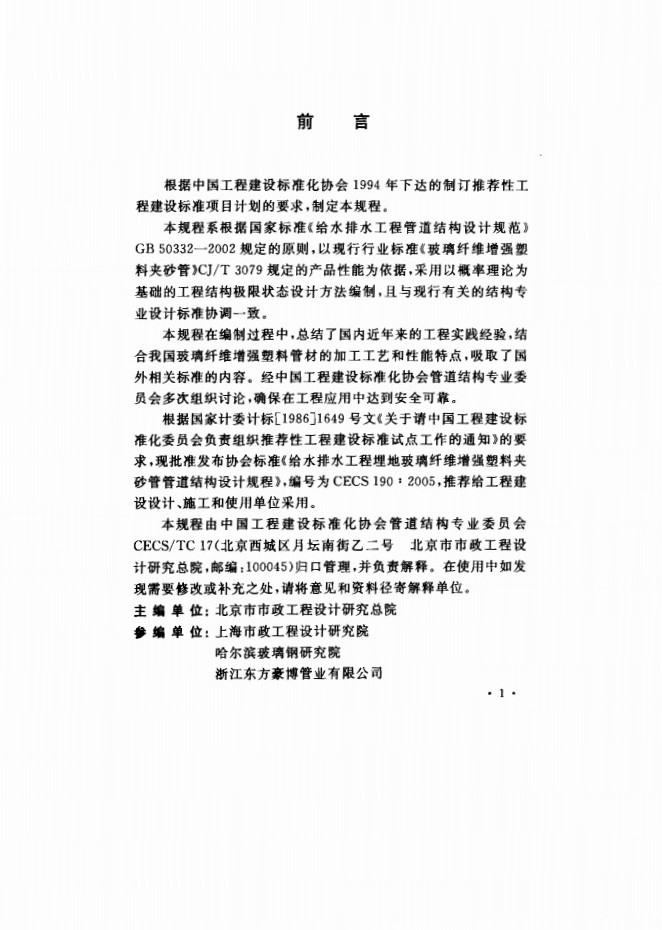 前　　言
根据中国工程建设标准化协会 1994 年下达的制订推荐性工
程建设标准项目计划的要求,制定本规程。
本规程系根据国家标准《给水排水工程管道结构设计规范》
GB 50332—2002 规定的原则,以现行行业标准《玻璃纤维增强塑
料夹砂管》CJ/T 3079 规定的产品性能为依据,采用以概率理论为
基础的工程结构极限状态设计方法编制,且与现行有关的结构专
业设计标准协调一致。
本规程在编制过程中,总结了国内近年来的工程实践经验,结
合我国玻璃纤维增强塑料管材的加工工艺和性能特点,吸取了国
外相关标准的内容。经中国工程建设标准化协会管道结构专业委
员会多次组织讨论,确保在工程应用中达到安全可靠。
根据国家计委计标[1986]1649 号文《关于请中国工程建设标
准化委员会负责组织推荐性工程建设标准试点工作的通知》的要
求,现批准发布协会标准《给水排水工程埋地玻璃纤维增强塑料夹
砂管管道结构设计规程》,编号为 CECS 190：2005,推荐给工程建
设设计、施工和使用单位采用。
本规程由中国工程建设标准化协会管道结构专业委员会
CECS/TC 17(北京西城区月坛南街乙二号　北京市市政工程设
计研究总院,邮编:100045)归口管理,并负责解释。在使用中如发
现需要修改或补充之处,请将意见和资料径寄解释单位。
主 编 单 位: 北京市市政工程设计研究总院
参 编 单 位: 上海市政工程设计研究院
哈尔滨玻璃钢研究院
浙江东方豪博管业有限公司
· 1 ·